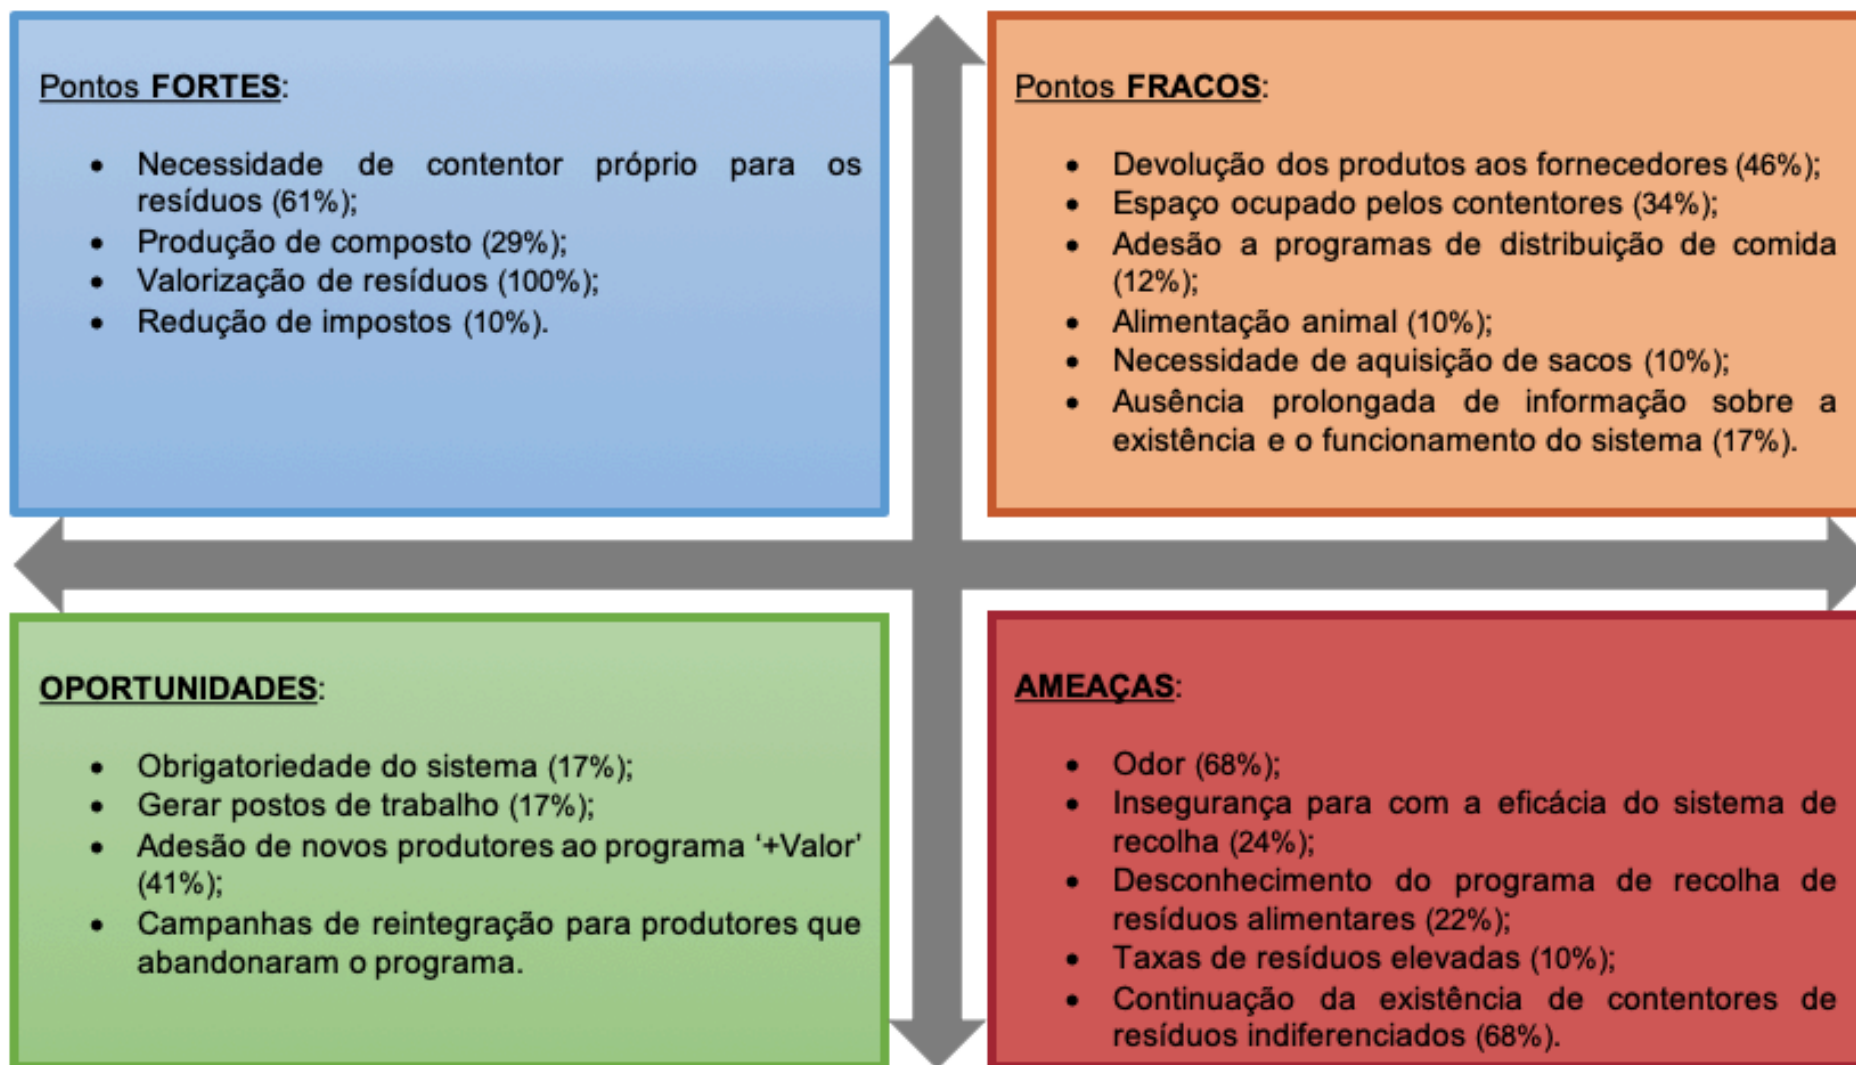 Pontos FORTES:
• Necessidade de contentor próprio para os
resíduos (61%);
• Produção de composto (29%);
• Valorização de resíduos (100%);
• Redução de impostos (10%).
Pontos FRACOS:
• Devolução dos produtos aos fornecedores (46%);
• Espaço ocupado pelos contentores (34%);
• Adesão a programas de distribuição de comida
(12%);
• Alimentação animal (10%);
• Necessidade de aquisição de sacos (10%);
• Ausência prolongada de informação sobre a
existência e o funcionamento do sistema (17%).
OPORTUNIDADES:
• Obrigatoriedade do sistema (17%);
• Gerar postos de trabalho (17%);
• Adesão de novos produtores ao programa ‘+Valor’
(41%);
• Campanhas de reintegração para produtores que
abandonaram o programa.
AMEAÇAS:
• Odor (68%);
• Insegurança para com a eficácia do sistema de
recolha (24%);
• Desconhecimento do programa de recolha de
resíduos alimentares (22%);
• Taxas de resíduos elevadas (10%);
• Continuação da existência de contentores de
resíduos indiferenciados (68%).